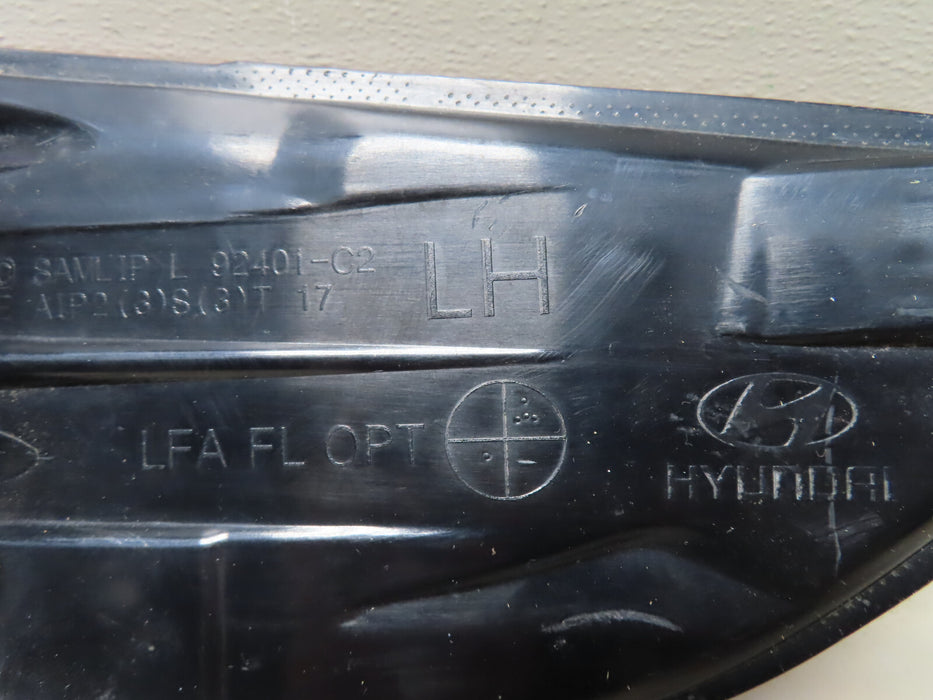 © SAMLIP L 92401-C2
E AIP2(3)S(3)T 17
LH
LFA FL OPT
HYUNDAI